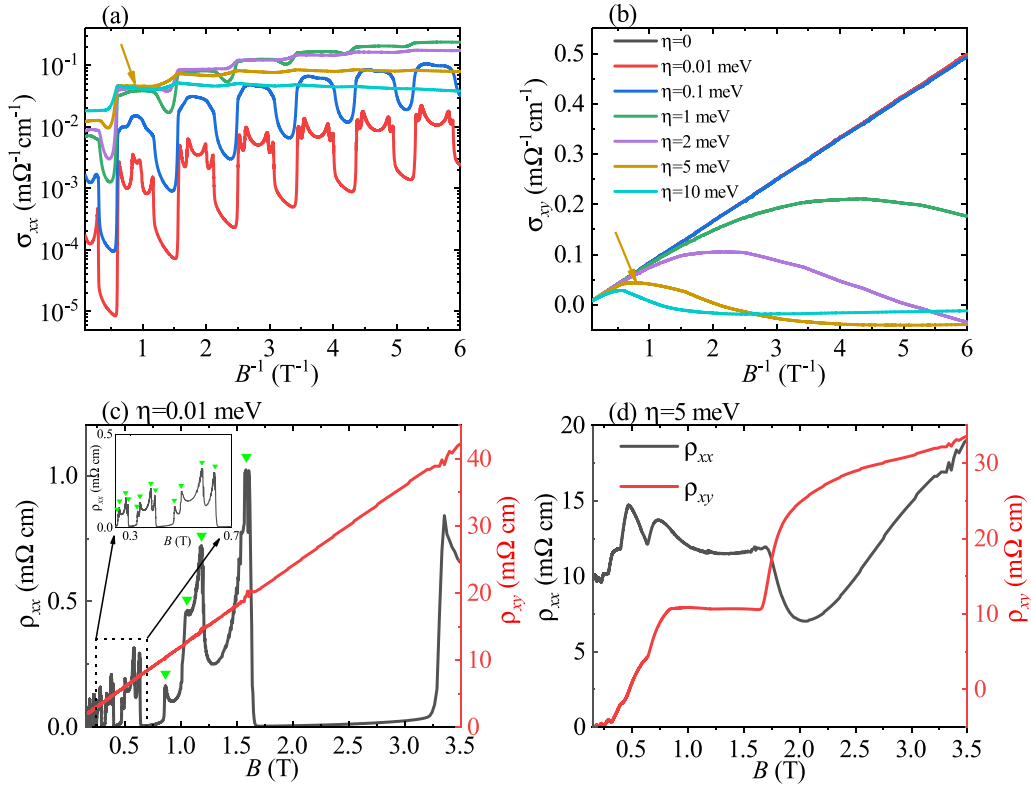 (a)
σxx (mΩ⁻¹cm⁻¹)
10⁻¹
10⁻²
10⁻³
10⁻⁴
10⁻⁵
1 2 3 4 5 6
B⁻¹ (T⁻¹)
(b)
σxy (mΩ⁻¹cm⁻¹)
0.5
0.4
0.3
0.2
0.1
0.0
η=0
η=0.01 meV
η=0.1 meV
η=1 meV
η=2 meV
η=5 meV
η=10 meV
1 2 3 4 5 6
B⁻¹ (T⁻¹)
(c) η=0.01 meV
ρxx (mΩ cm)
1.0
0.5
0.0
0.5
0.0
ρxx (mΩ cm)
0.3 0.7
B (T)
40
30
20
10
0
ρxy (mΩ cm)
0.5 1.0 1.5 2.0 2.5 3.0 3.5
B (T)
(d) η=5 meV
ρxx (mΩ cm)
20
15
10
5
0
ρxx
ρxy
30
20
10
0
ρxy (mΩ cm)
0.5 1.0 1.5 2.0 2.5 3.0 3.5
B (T)